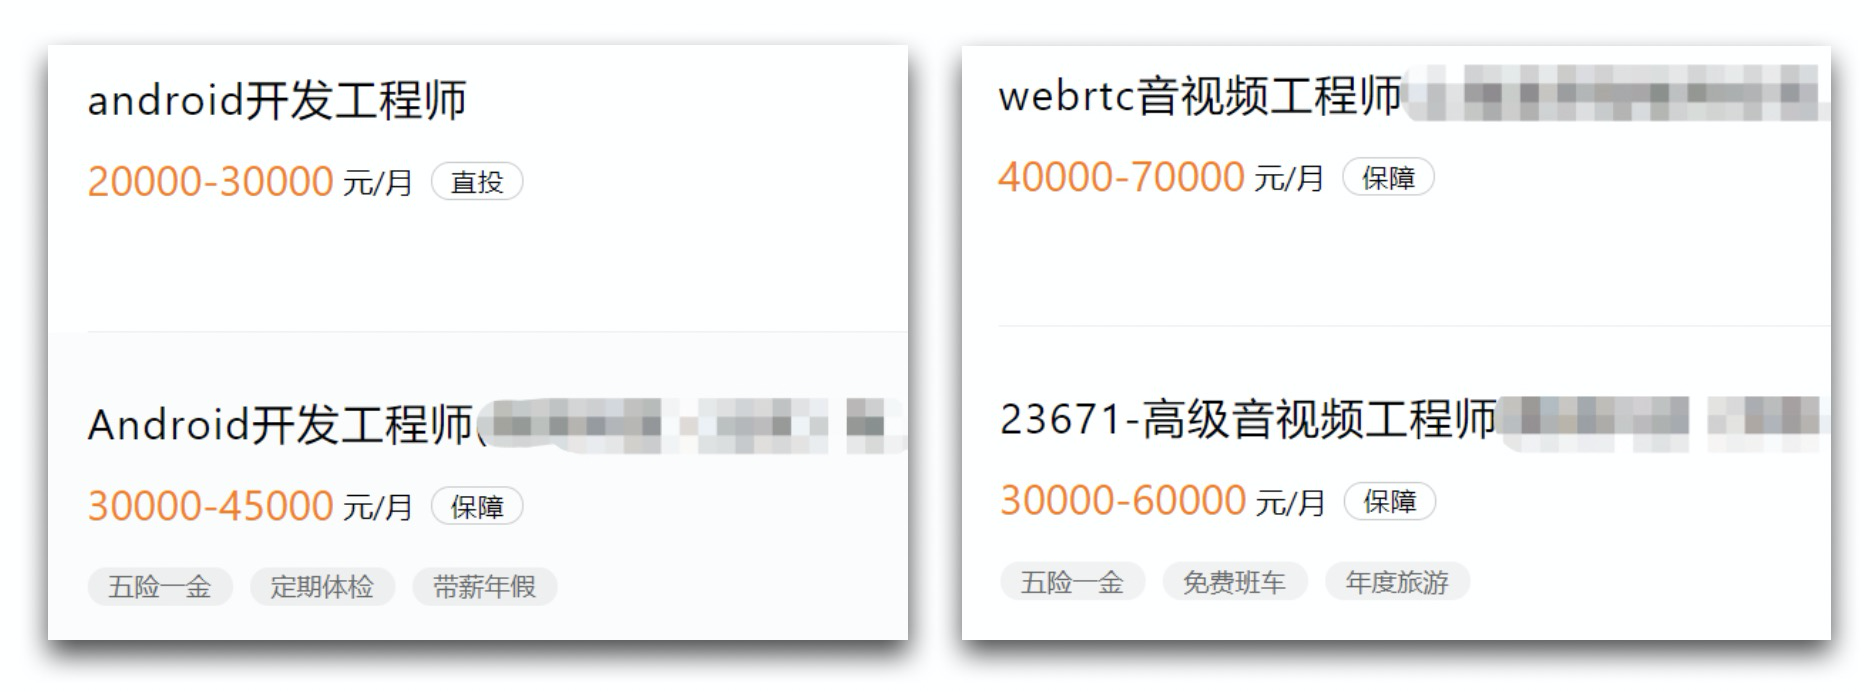 android开发工程师
20000-30000 元/月 直投
Android开发工程师(
30000-45000 元/月 保障
五险一金 定期体检 带薪年假
webrtc音视频工程师
40000-70000 元/月 保障
23671-高级音视频工程师
30000-60000 元/月 保障
五险一金 免费班车 年度旅游